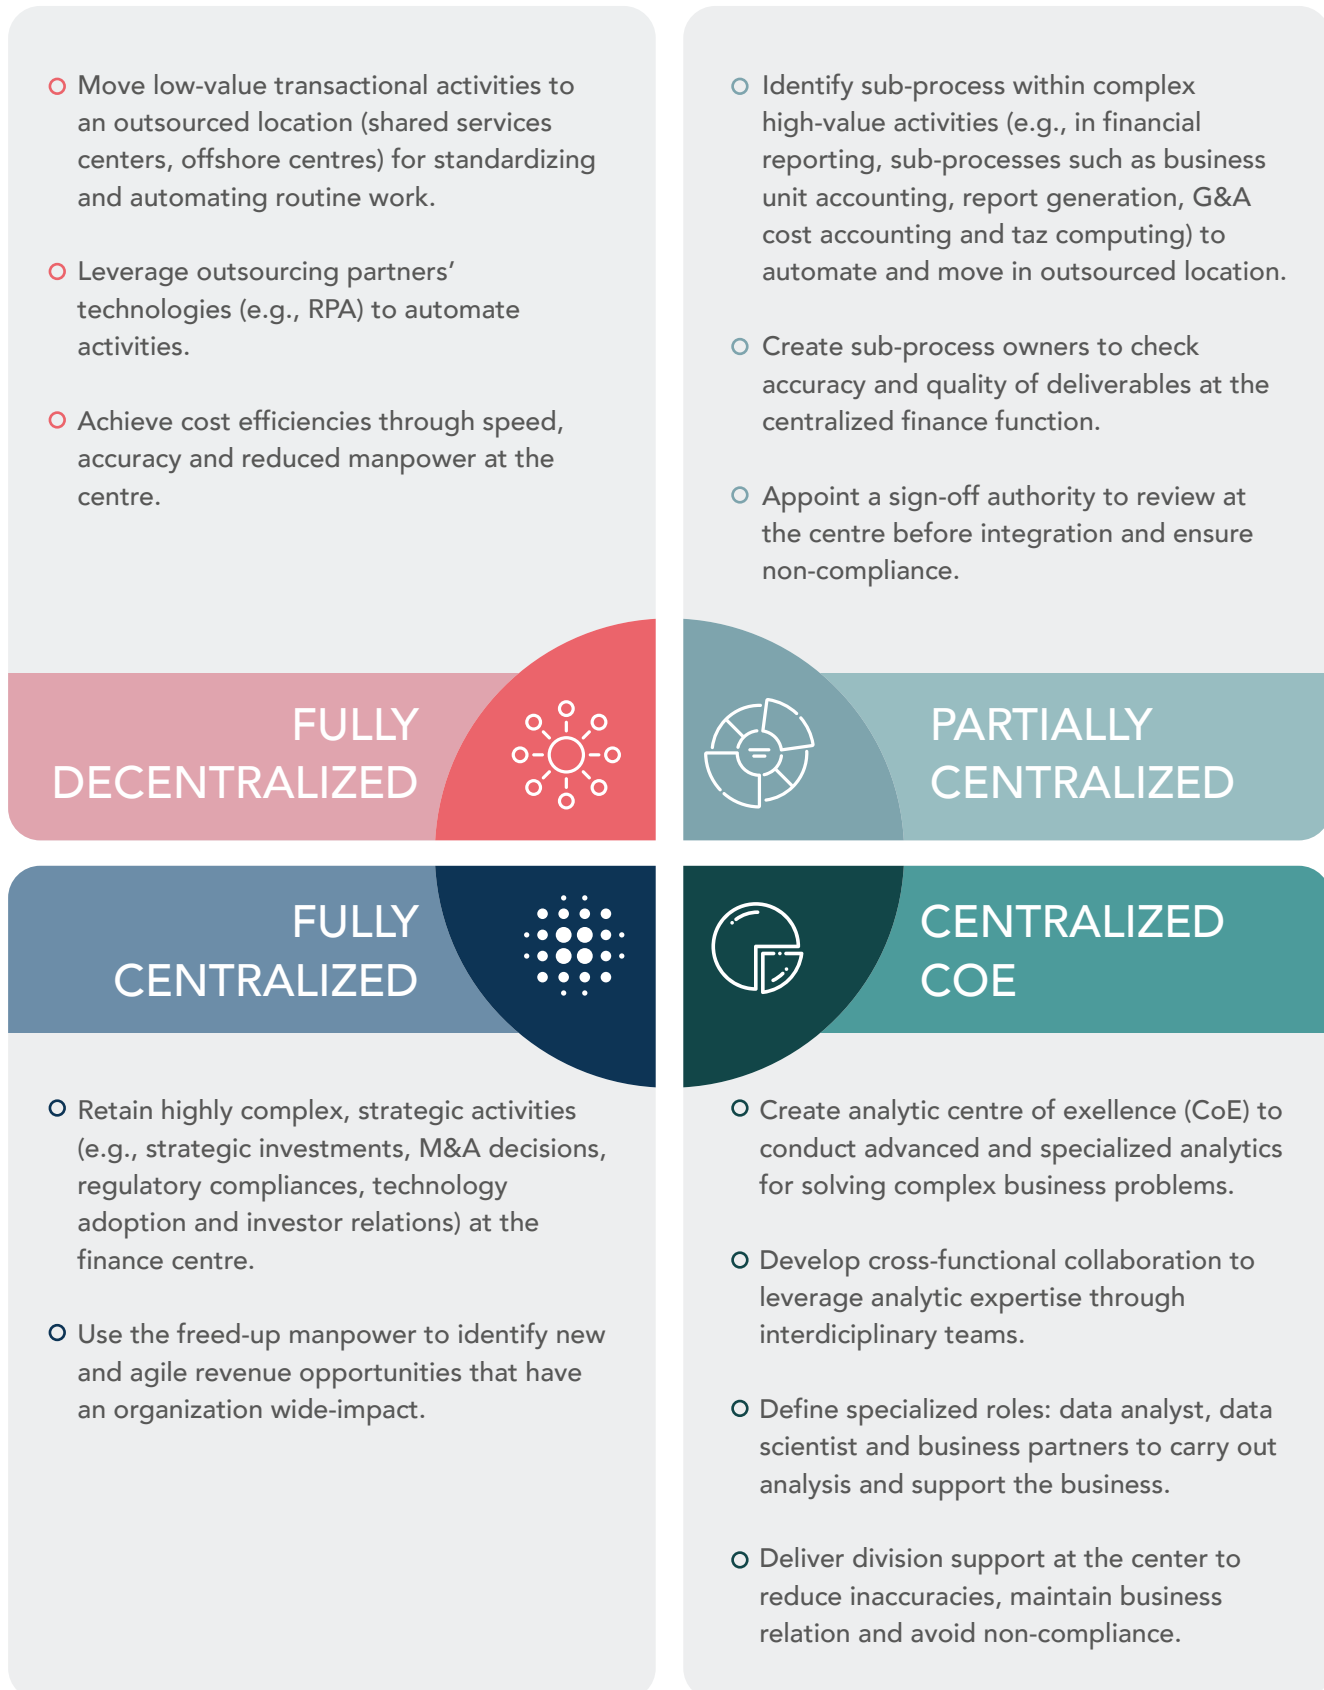 Move low-value transactional activities to
an outsourced location (shared services
centers, offshore centres) for standardizing
and automating routine work.
Leverage outsourcing partners'
technologies (e.g., RPA) to automate
activities.
Achieve cost efficiencies through speed,
accuracy and reduced manpower at the
centre.
FULLY
DECENTRALIZED
Identify sub-process within complex
high-value activities (e.g., in financial
reporting, sub-processes such as business
unit accounting, report generation, G&A
cost accounting and taz computing) to
automate and move in outsourced location.
Create sub-process owners to check
accuracy and quality of deliverables at the
centralized finance function.
Appoint a sign-off authority to review at
the centre before integration and ensure
non-compliance.
PARTIALLY
CENTRALIZED
FULLY
CENTRALIZED
Retain highly complex, strategic activities
(e.g., strategic investments, M&A decisions,
regulatory compliances, technology
adoption and investor relations) at the
finance centre.
Use the freed-up manpower to identify new
and agile revenue opportunities that have
an organization wide-impact.
CENTRALIZED
COE
Create analytic centre of exellence (CoE) to
conduct advanced and specialized analytics
for solving complex business problems.
Develop cross-functional collaboration to
leverage analytic expertise through
interdiciplinary teams.
Define specialized roles: data analyst, data
scientist and business partners to carry out
analysis and support the business.
Deliver division support at the center to
reduce inaccuracies, maintain business
relation and avoid non-compliance.